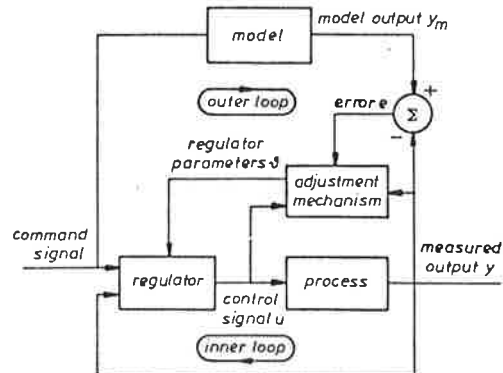 model
model output y_m
outer loop
error e
+
Σ
-
regulator
parameters ϑ
adjustment
mechanism
command
signal
regulator
control
signal u
process
measured
output y
inner loop